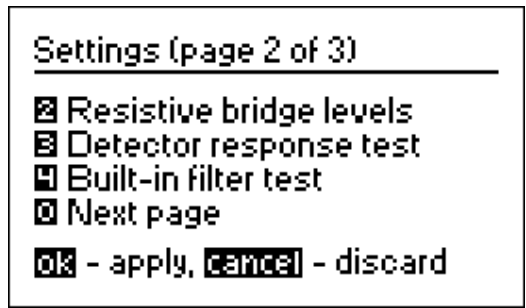 Settings (page 2 of 3)
2 Resistive bridge levels
3 Detector response test
4 Built-in filter test
0 Next page
ok - apply, cancel - discard